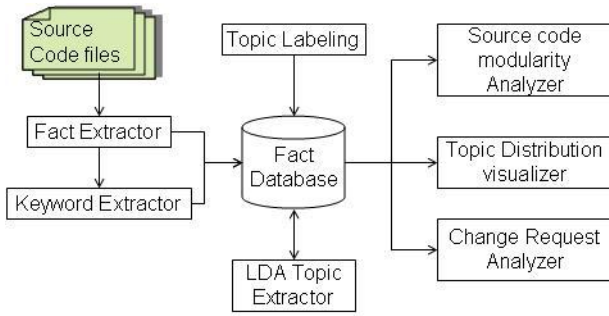 Source
Code files
Topic Labeling
Source code
modularity
Analyzer
Fact Extractor
Fact
Database
Topic Distribution
visualizer
Keyword Extractor
LDA Topic
Extractor
Change Request
Analyzer